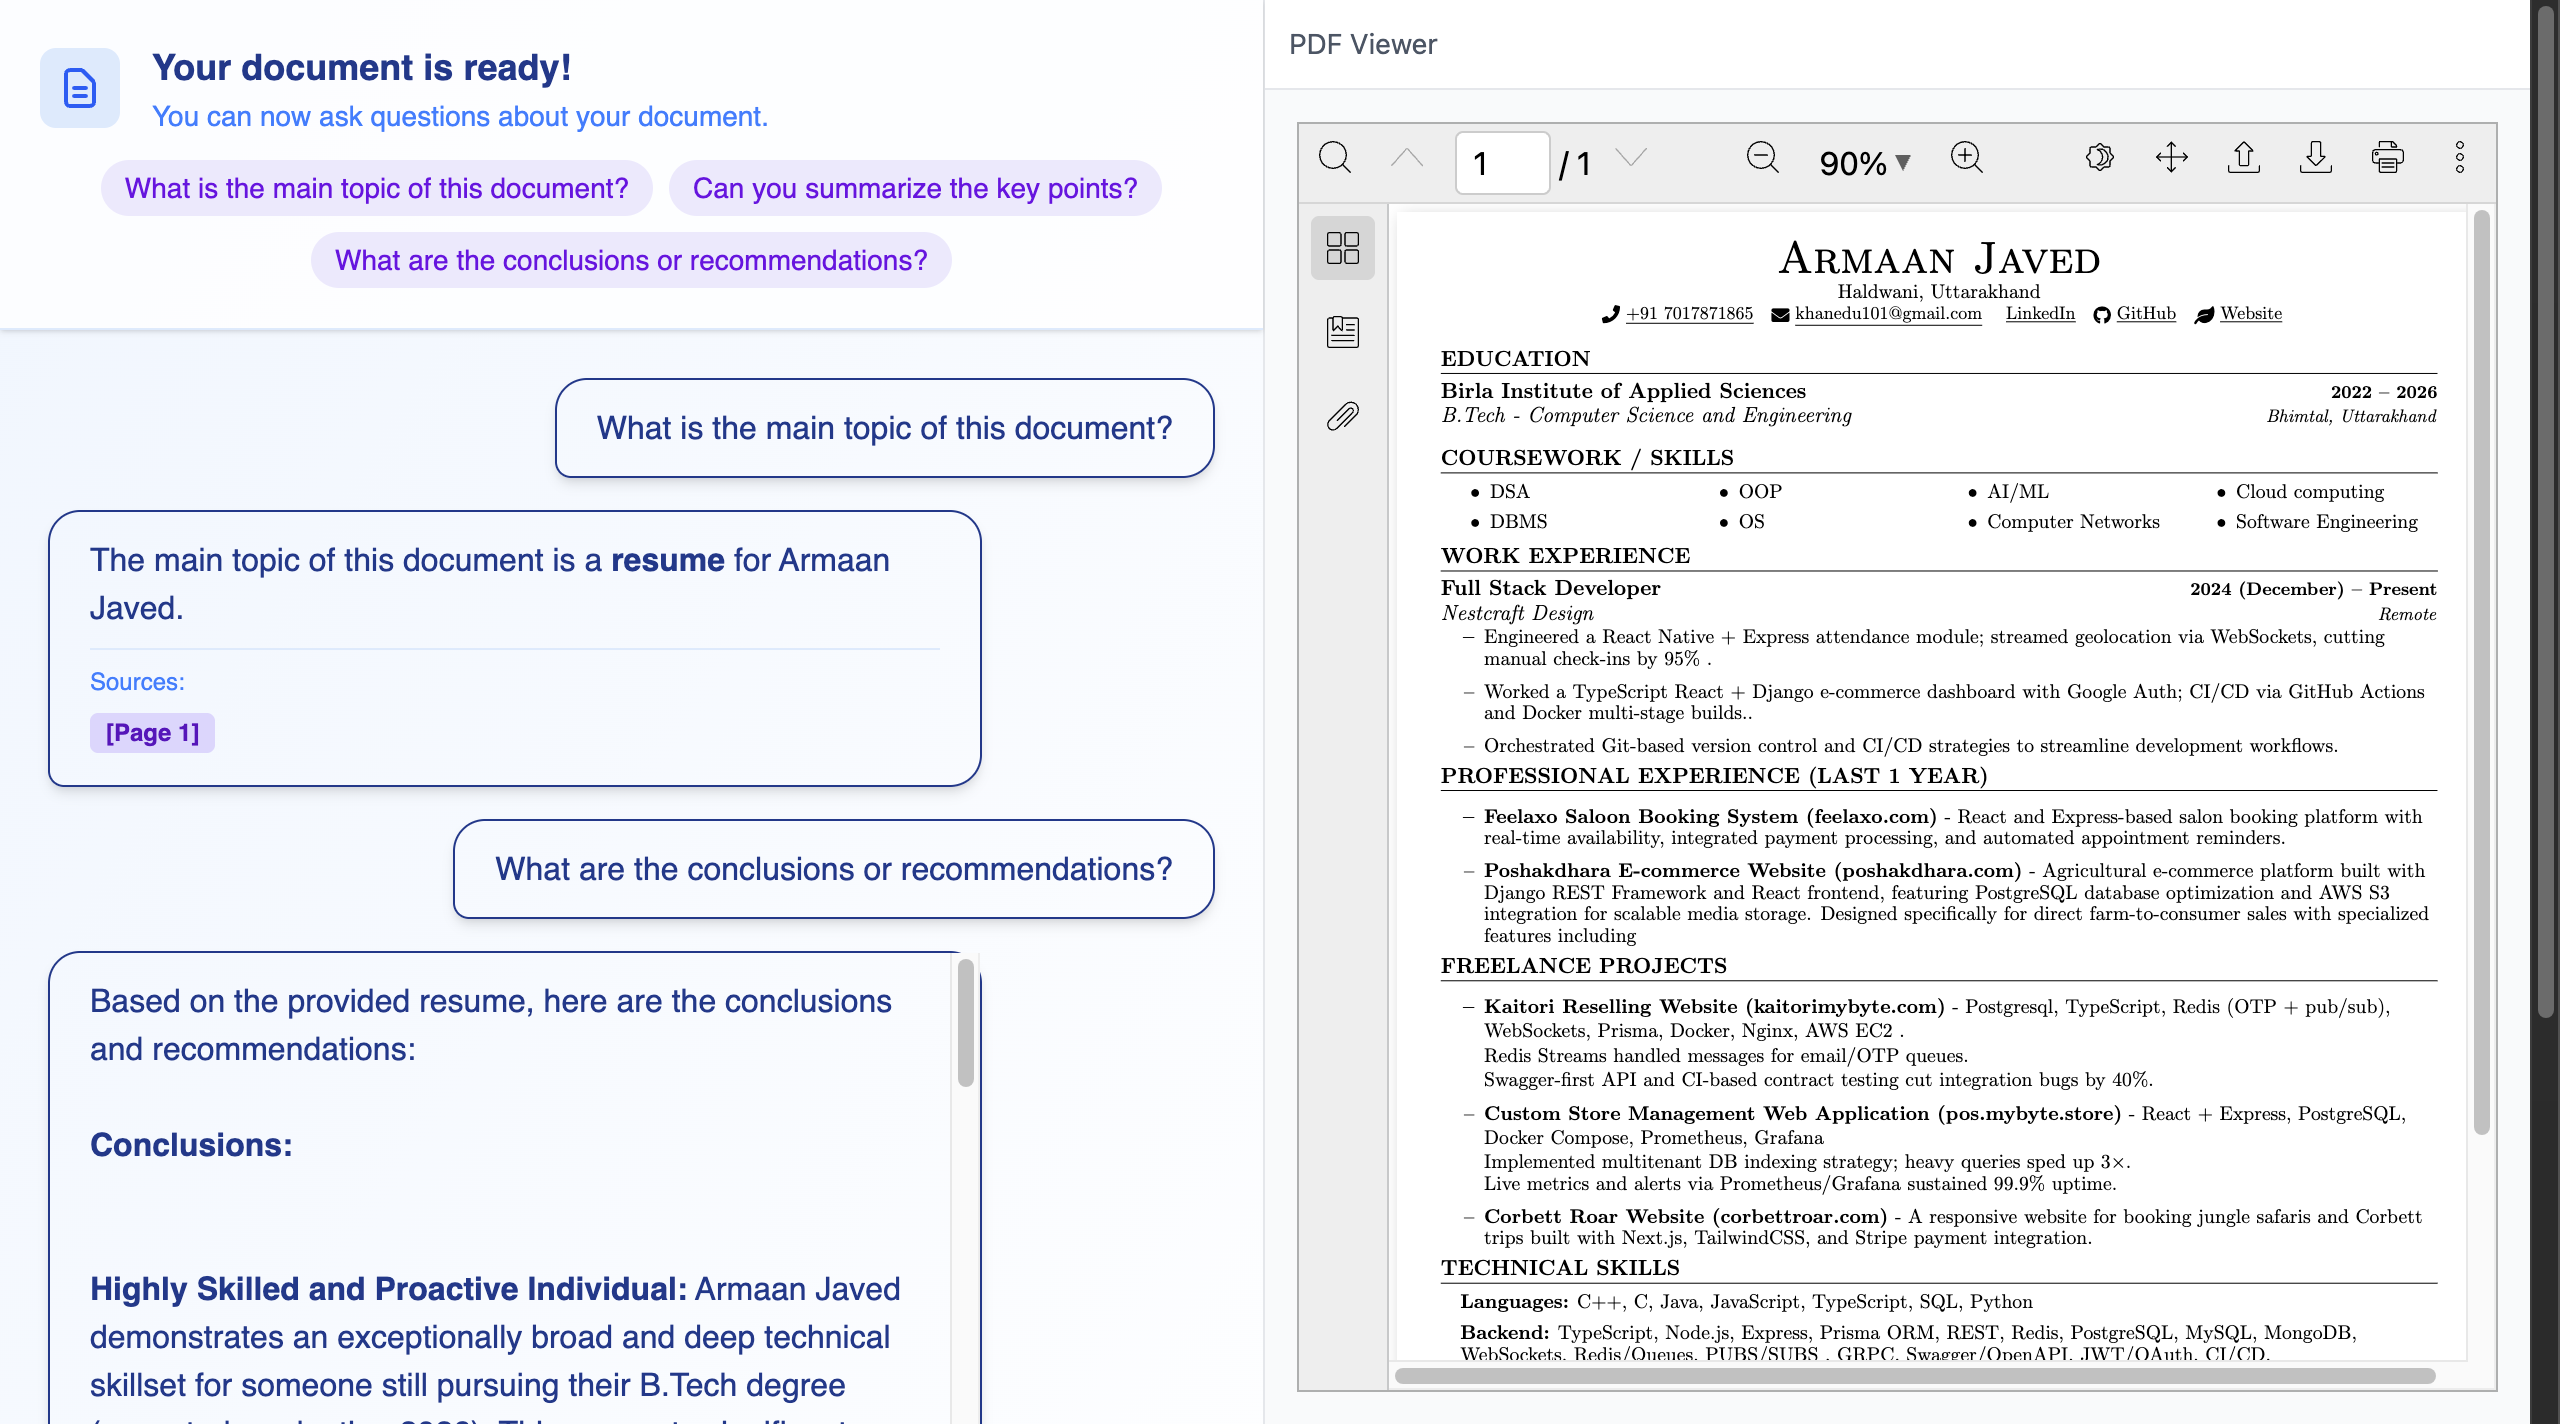 Your document is ready!
You can now ask questions about your document.
What is the main topic of this document?
Can you summarize the key points?
What are the conclusions or recommendations?
What is the main topic of this document?
The main topic of this document is a resume for Armaan
Javed.
Sources:
[Page 1]
What are the conclusions or recommendations?
Based on the provided resume, here are the conclusions
and recommendations:
Conclusions:
Highly Skilled and Proactive Individual: Armaan Javed
demonstrates an exceptionally broad and deep technical
skillset for someone still pursuing their B.Tech degree
PDF Viewer
1 / 1
90%
Armaan Javed
Haldwani, Uttarakhand
+91 7017871865 khanedu101@gmail.com LinkedIn GitHub Website
EDUCATION
Birla Institute of Applied Sciences 2022 – 2026
B.Tech - Computer Science and Engineering Bhimtal, Uttarakhand
COURSEWORK / SKILLS
• DSA • OOP • AI/ML • Cloud computing
• DBMS • OS • Computer Networks • Software Engineering
WORK EXPERIENCE
Full Stack Developer 2024 (December) – Present
Nestcraft Design Remote
– Engineered a React Native + Express attendance module; streamed geolocation via WebSockets, cutting
manual check-ins by 95% .
– Worked a TypeScript React + Django e-commerce dashboard with Google Auth; CI/CD via GitHub Actions
and Docker multi-stage builds..
– Orchestrated Git-based version control and CI/CD strategies to streamline development workflows.
PROFESSIONAL EXPERIENCE (LAST 1 YEAR)
– Feelaxo Saloon Booking System (feelaxo.com) - React and Express-based salon booking platform with
real-time availability, integrated payment processing, and automated appointment reminders.
– Poshakdhara E-commerce Website (poshakdhara.com) - Agricultural e-commerce platform built with
Django REST Framework and React frontend, featuring PostgreSQL database optimization and AWS S3
integration for scalable media storage. Designed specifically for direct farm-to-consumer sales with specialized
features including
FREELANCE PROJECTS
– Kaitori Reselling Website (kaitorimybyte.com) - Postgresql, TypeScript, Redis (OTP + pub/sub),
WebSockets, Prisma, Docker, Nginx, AWS EC2 .
Redis Streams handled messages for email/OTP queues.
Swagger-first API and CI-based contract testing cut integration bugs by 40%.
– Custom Store Management Web Application (pos.mybyte.store) - React + Express, PostgreSQL,
Docker Compose, Prometheus, Grafana
Implemented multitenant DB indexing strategy; heavy queries sped up 3×.
Live metrics and alerts via Prometheus/Grafana sustained 99.9% uptime.
– Corbett Roar Website (corbettroar.com) - A responsive website for booking jungle safaris and Corbett
trips built with Next.js, TailwindCSS, and Stripe payment integration.
TECHNICAL SKILLS
Languages: C++, C, Java, JavaScript, TypeScript, SQL, Python
Backend: TypeScript, Node.js, Express, Prisma ORM, REST, Redis, PostgreSQL, MySQL, MongoDB,
WebSockets, Redis/Queues, PUBS/SUBS , GRPC, Swagger/OpenAPI, JWT/OAuth, CI/CD,